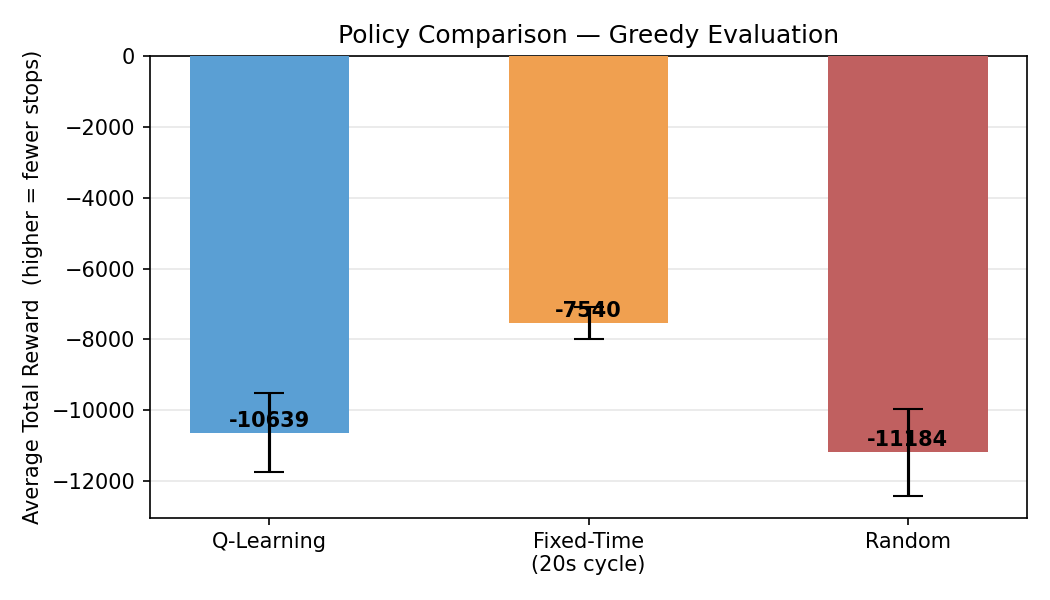 Policy Comparison — Greedy Evaluation
Average Total Reward  (higher = fewer stops)
0
−2000
−4000
−6000
−8000
−10000
−12000
-10639
-7540
-11184
Q-Learning
Fixed-Time
(20s cycle)
Random